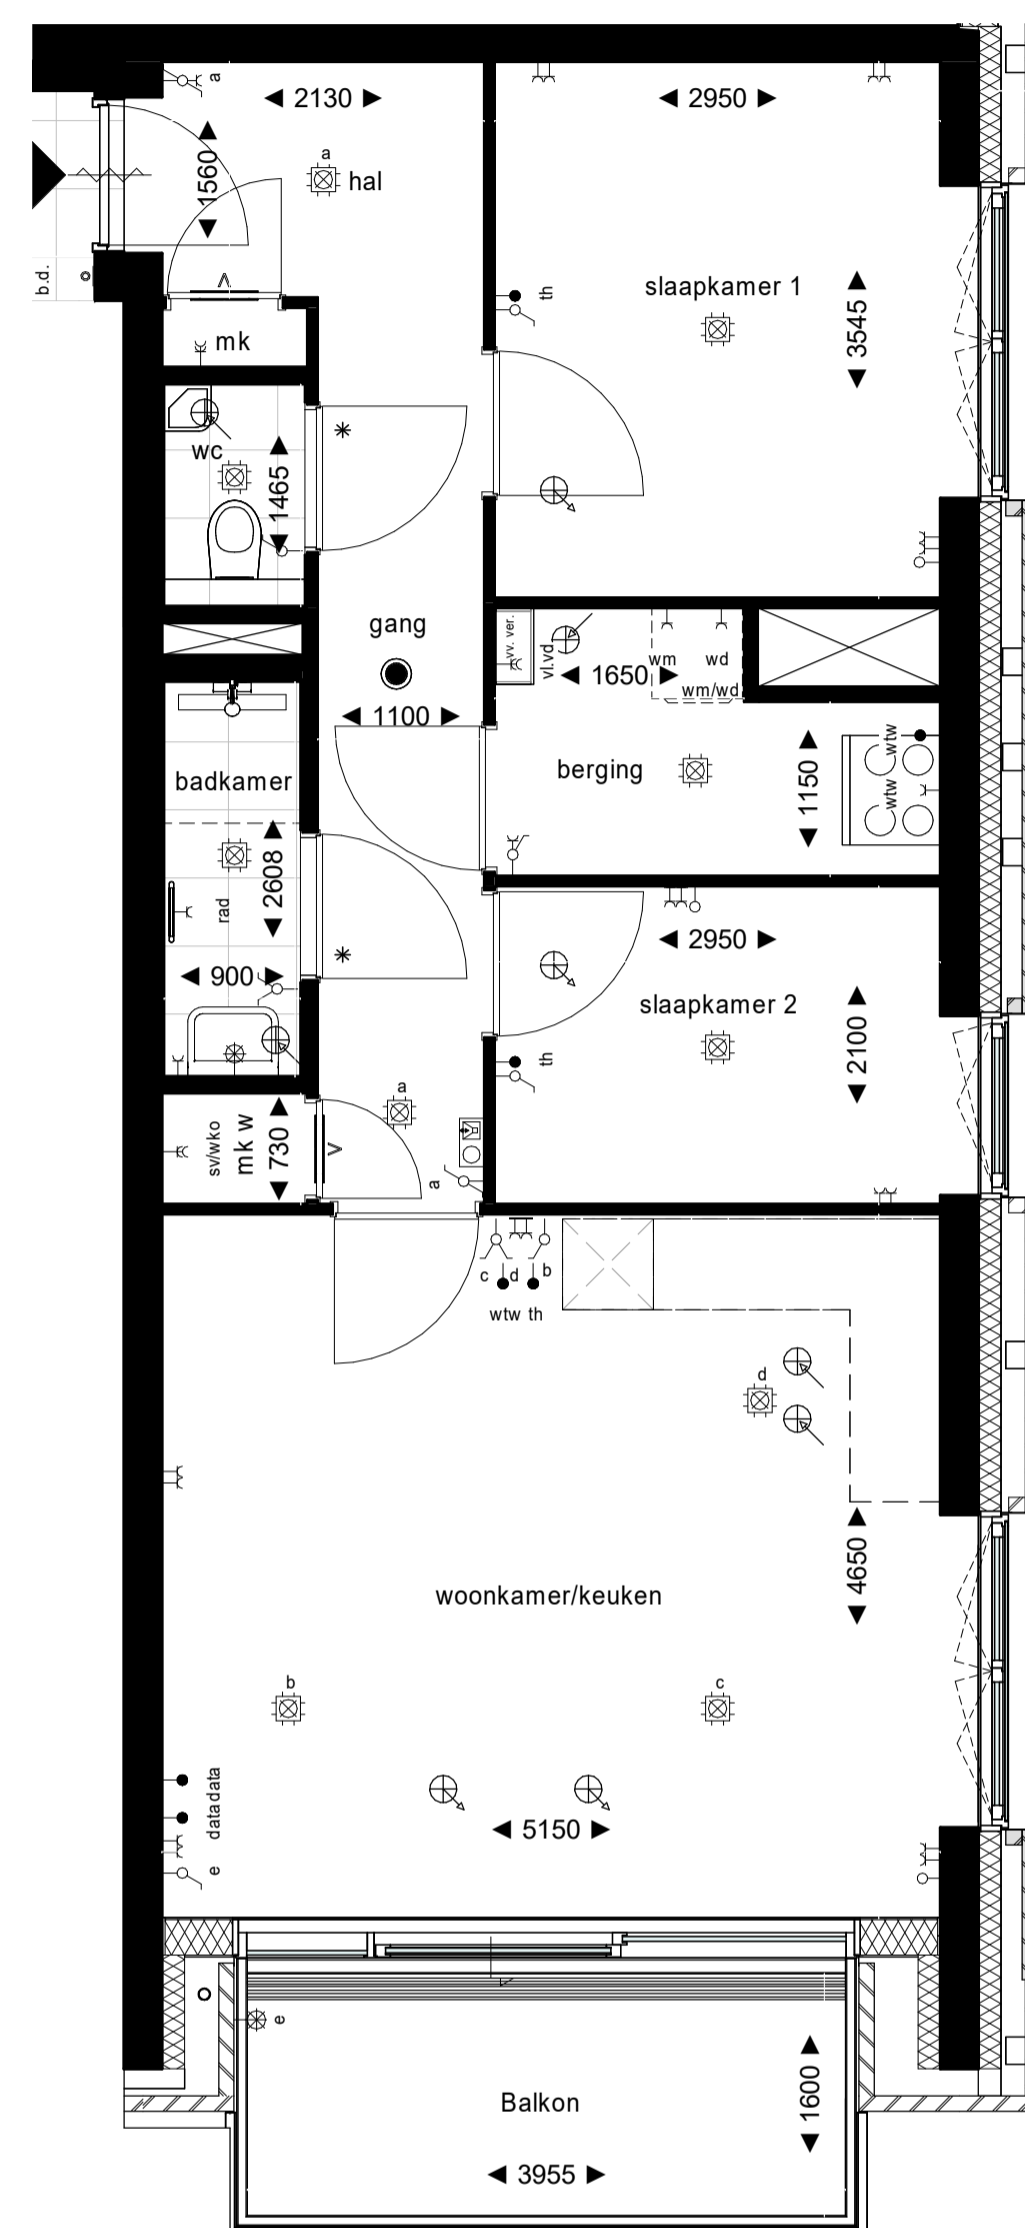 a
2130
2950
1560
a
hal
b.d.
th
slaapkamer 1
3545
mk
wc
1465
gang
vv. ver.
vl.vd
1650
wm
wd
wm/wd
1100
berging
1150
wtw
wtw
badkamer
2608
rad
900
2950
slaapkamer 2
2100
th
a
sv/wko
mk w
730
a
c
d
b
wtw
th
d
4650
woonkamer/keuken
b
c
data
data
5150
e
e
Balkon
1600
3955